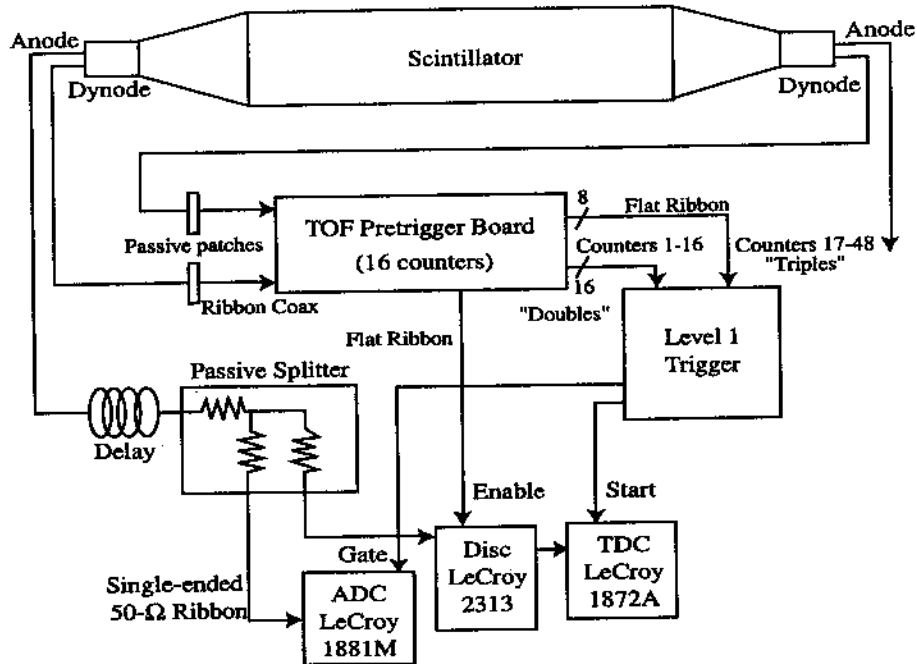 Anode
Anode
Scintillator
Dynode
Dynode
8
Flat Ribbon
TOF Pretrigger Board
(16 counters)
Passive patches
Counters 1-16
Counters 17-48
"Triples"
16
"Doubles"
Ribbon Coax
Flat Ribbon
Level 1
Trigger
Passive Splitter
Delay
Enable
Start
Gate
Disc
LeCroy
2313
TDC
LeCroy
1872A
Single-ended
50-Ω Ribbon
ADC
LeCroy
1881M